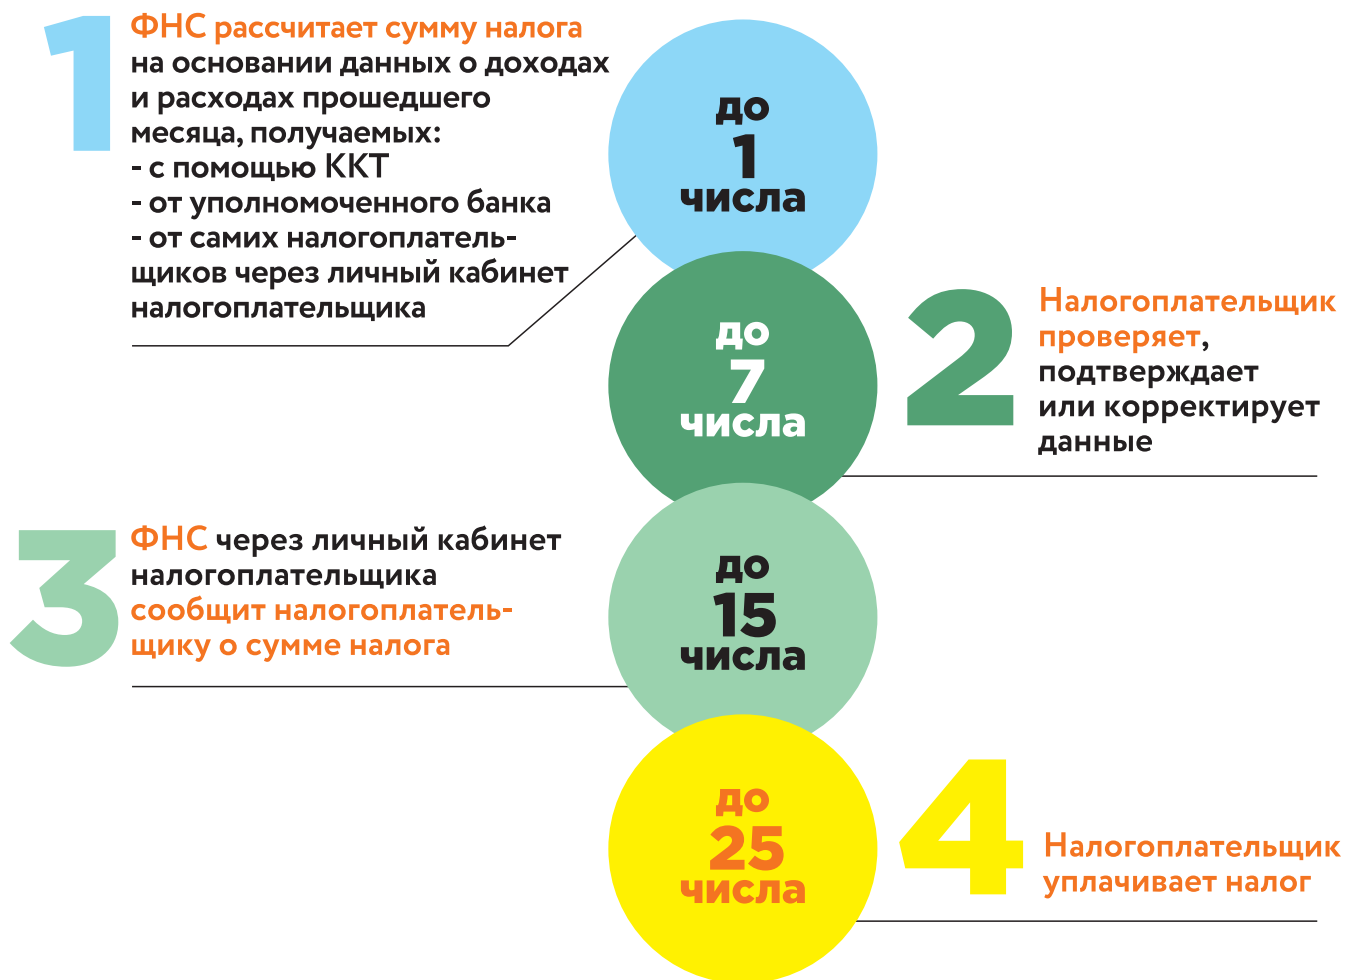 1
ФНС рассчитает сумму налога
на основании данных о доходах
и расходах прошедшего
месяца, получаемых:
- с помощью ККТ
- от уполномоченного банка
- от самих налогоплатель-
щиков через личный кабинет
налогоплательщика
до
1
числа
до
7
числа
2
Налогоплательщик
проверяет,
подтверждает
или корректирует
данные
3
ФНС через личный кабинет
налогоплательщика
сообщит налогоплатель-
щику о сумме налога
до
15
числа
до
25
числа
4
Налогоплательщик
уплачивает налог